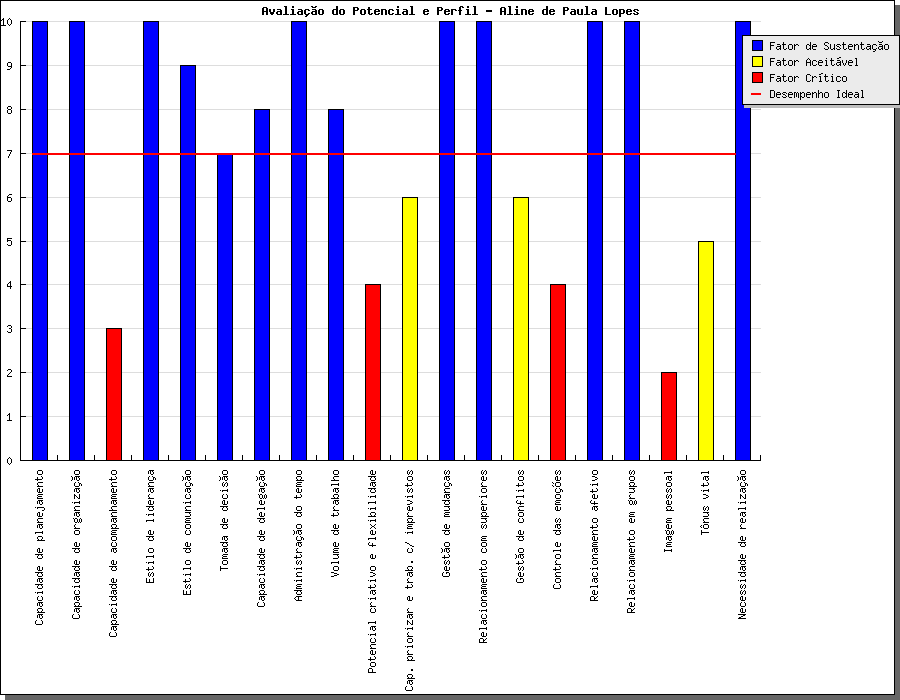 Avaliação do Potencial e Perfil - Aline de Paula Lopes
10
9
8
7
6
5
4
3
2
1
0
Fator de Sustentação
Fator Aceitável
Fator Crítico
Desempenho Ideal
Capacidade de planejamento
Capacidade de organização
Capacidade de acompanhamento
Estilo de liderança
Estilo de comunicação
Tomada de decisão
Capacidade de delegação
Administração do tempo
Volume de trabalho
Potencial criativo e flexibilidade
Cap. priorizar e trab. c/ imprevistos
Gestão de mudanças
Relacionamento com superiores
Gestão de conflitos
Controle das emoções
Relacionamento afetivo
Relacionamento em grupos
Imagem pessoal
Tônus vital
Necessidade de realização